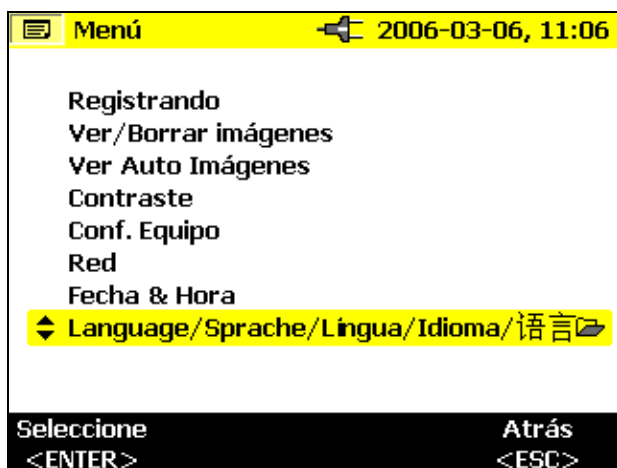 Menú 2006-03-06, 11:06
Registrando
Ver/Borrar imágenes
Ver Auto Imágenes
Contraste
Conf. Equipo
Red
Fecha & Hora
Language/Sprache/Língua/Idioma/语言
Seleccione Atrás
<ENTER> <ESC>